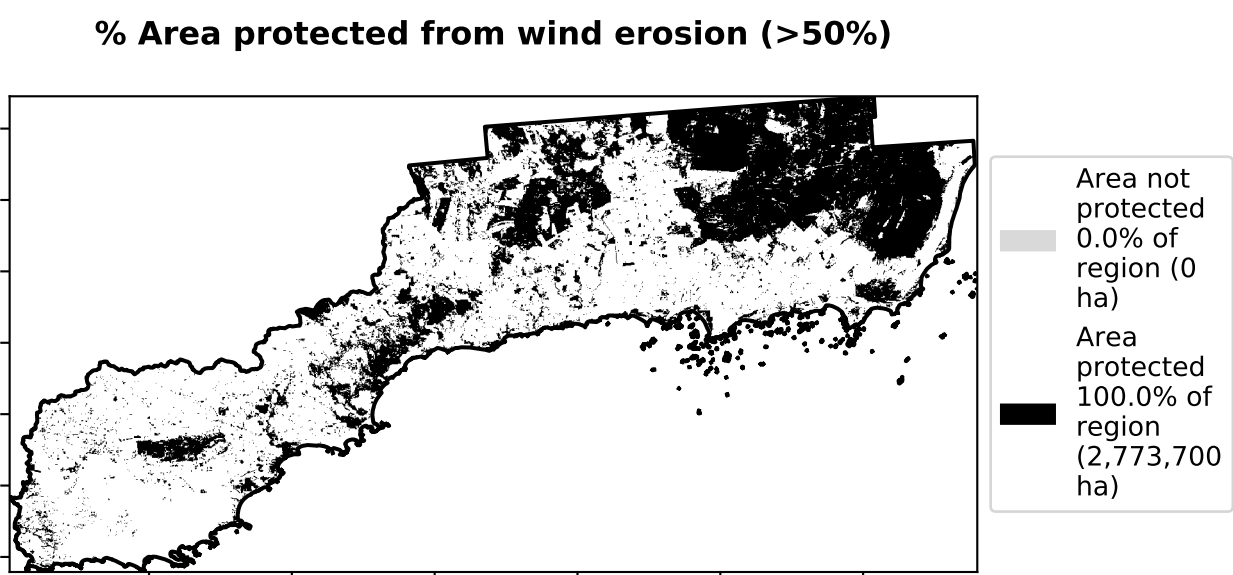 % Area protected from wind erosion (>50%)
Area not
protected
0.0% of
region (0
ha)
Area
protected
100.0% of
region
(2,773,700
ha)